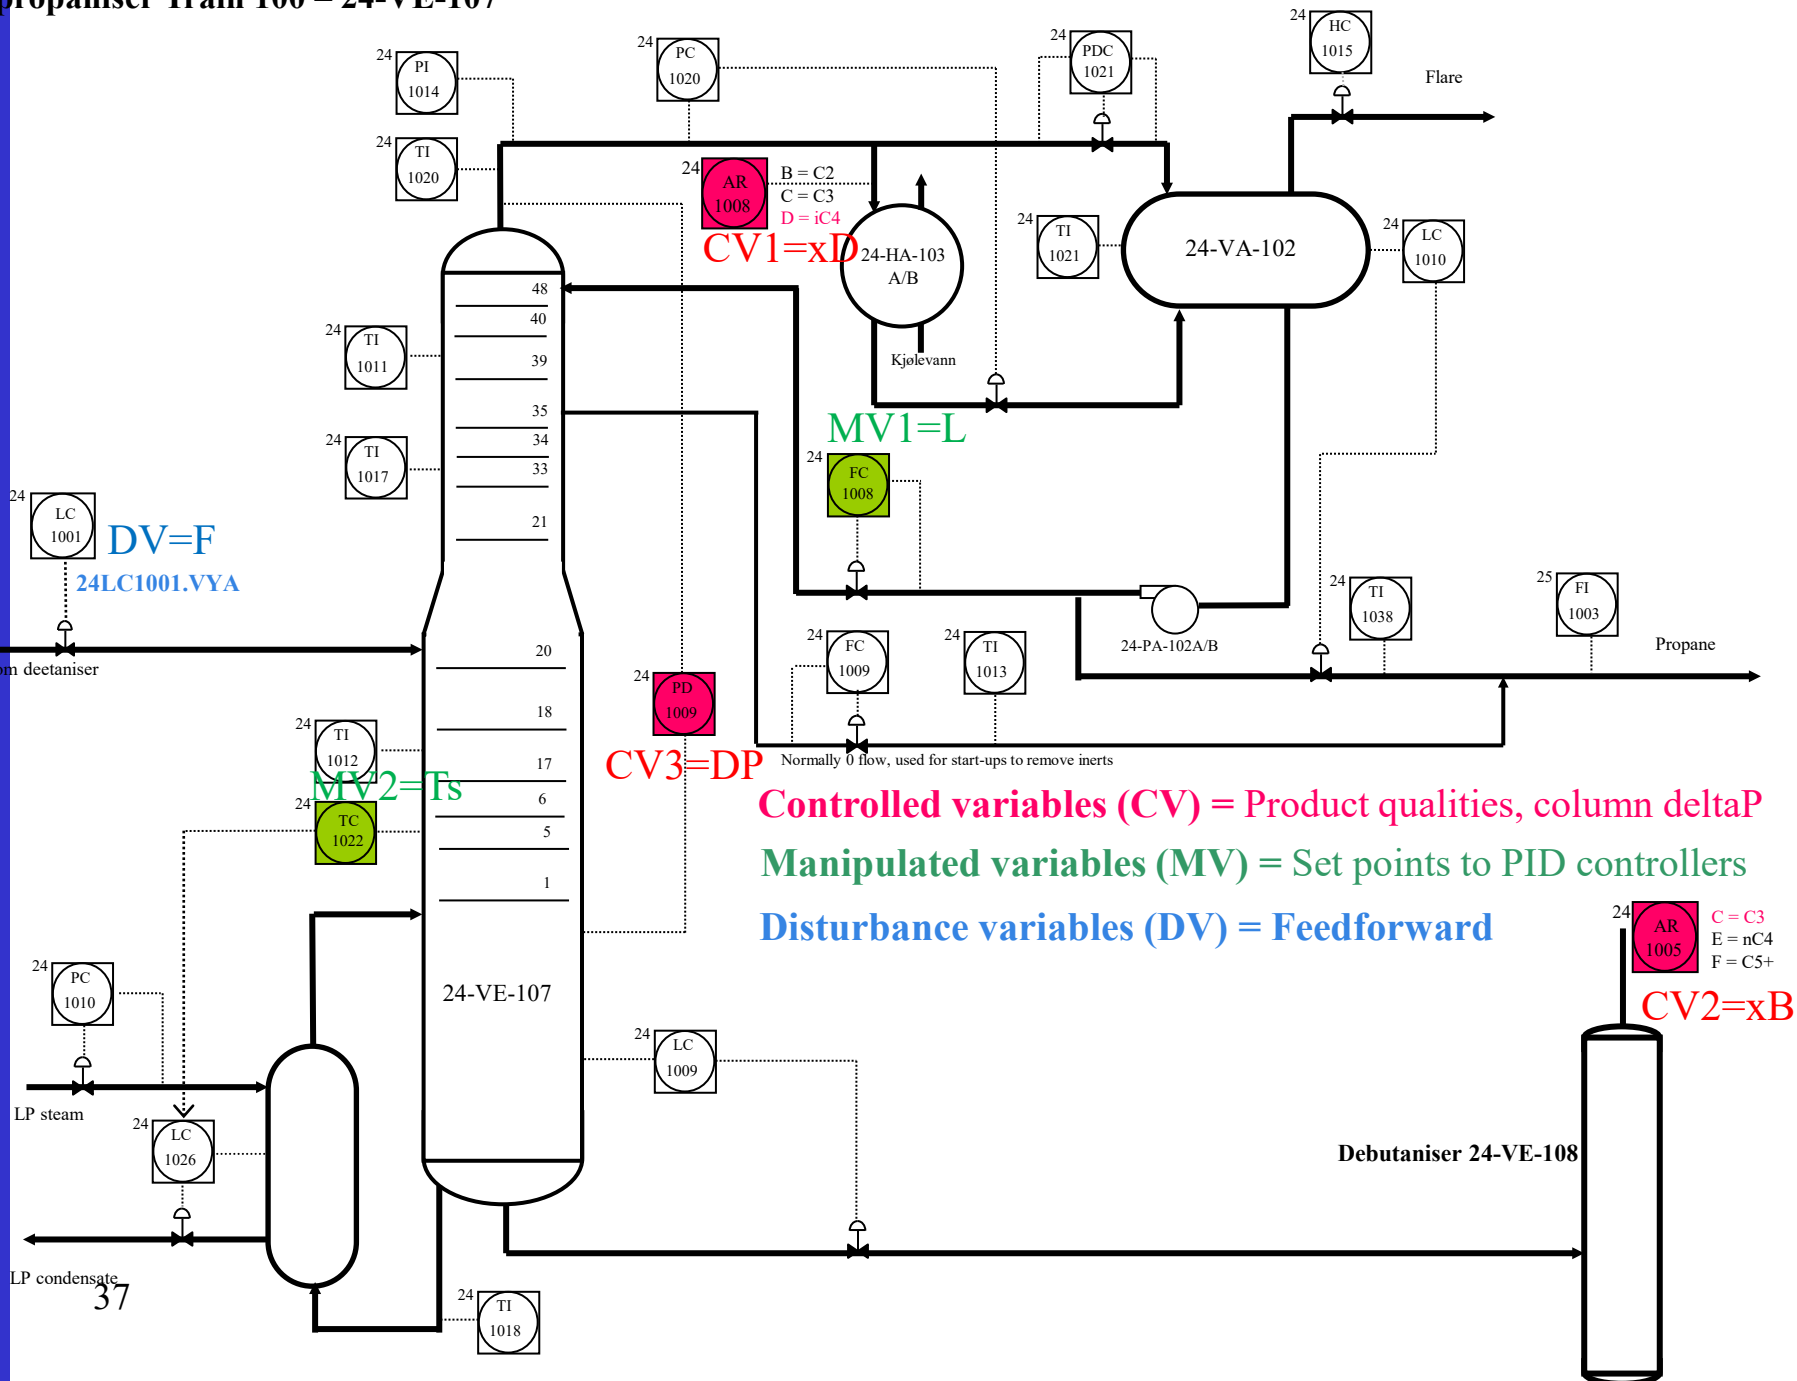 propaniser Train 100 – 24-VE-107
24
HC
1015
24
PC
1020
24
PDC
1021
24
PI
1014
Flare
24
TI
1020
24
AR
1008
B = C2
C = C3
D = iC4
CV1=xD
24-HA-103
A/B
24
TI
1021
24-VA-102
24
LC
1010
48
40
39
35
34
33
21
24
TI
1011
Kjølevann
24
TI
1017
MV1=L
24
FC
1008
24
LC
1001
DV=F
24LC1001.VYA
24
TI
1038
25
FI
1003
24-PA-102A/B
24
FC
1009
24
TI
1013
Propane
om deetaniser
20
18
17
6
5
1
24
PD
1009
CV3=DP
Normally 0 flow, used for start-ups to remove inerts
24
TI
1012
MV2=Ts
24
TC
1022
Controlled variables (CV) = Product qualities, column deltaP
Manipulated variables (MV) = Set points to PID controllers
Disturbance variables (DV) = Feedforward
24
AR
1005
C = C3
E = nC4
F = C5+
CV2=xB
24
PC
1010
24-VE-107
24
LC
1009
LP steam
24
LC
1026
Debutaniser 24-VE-108
LP condensate
37
24
TI
1018